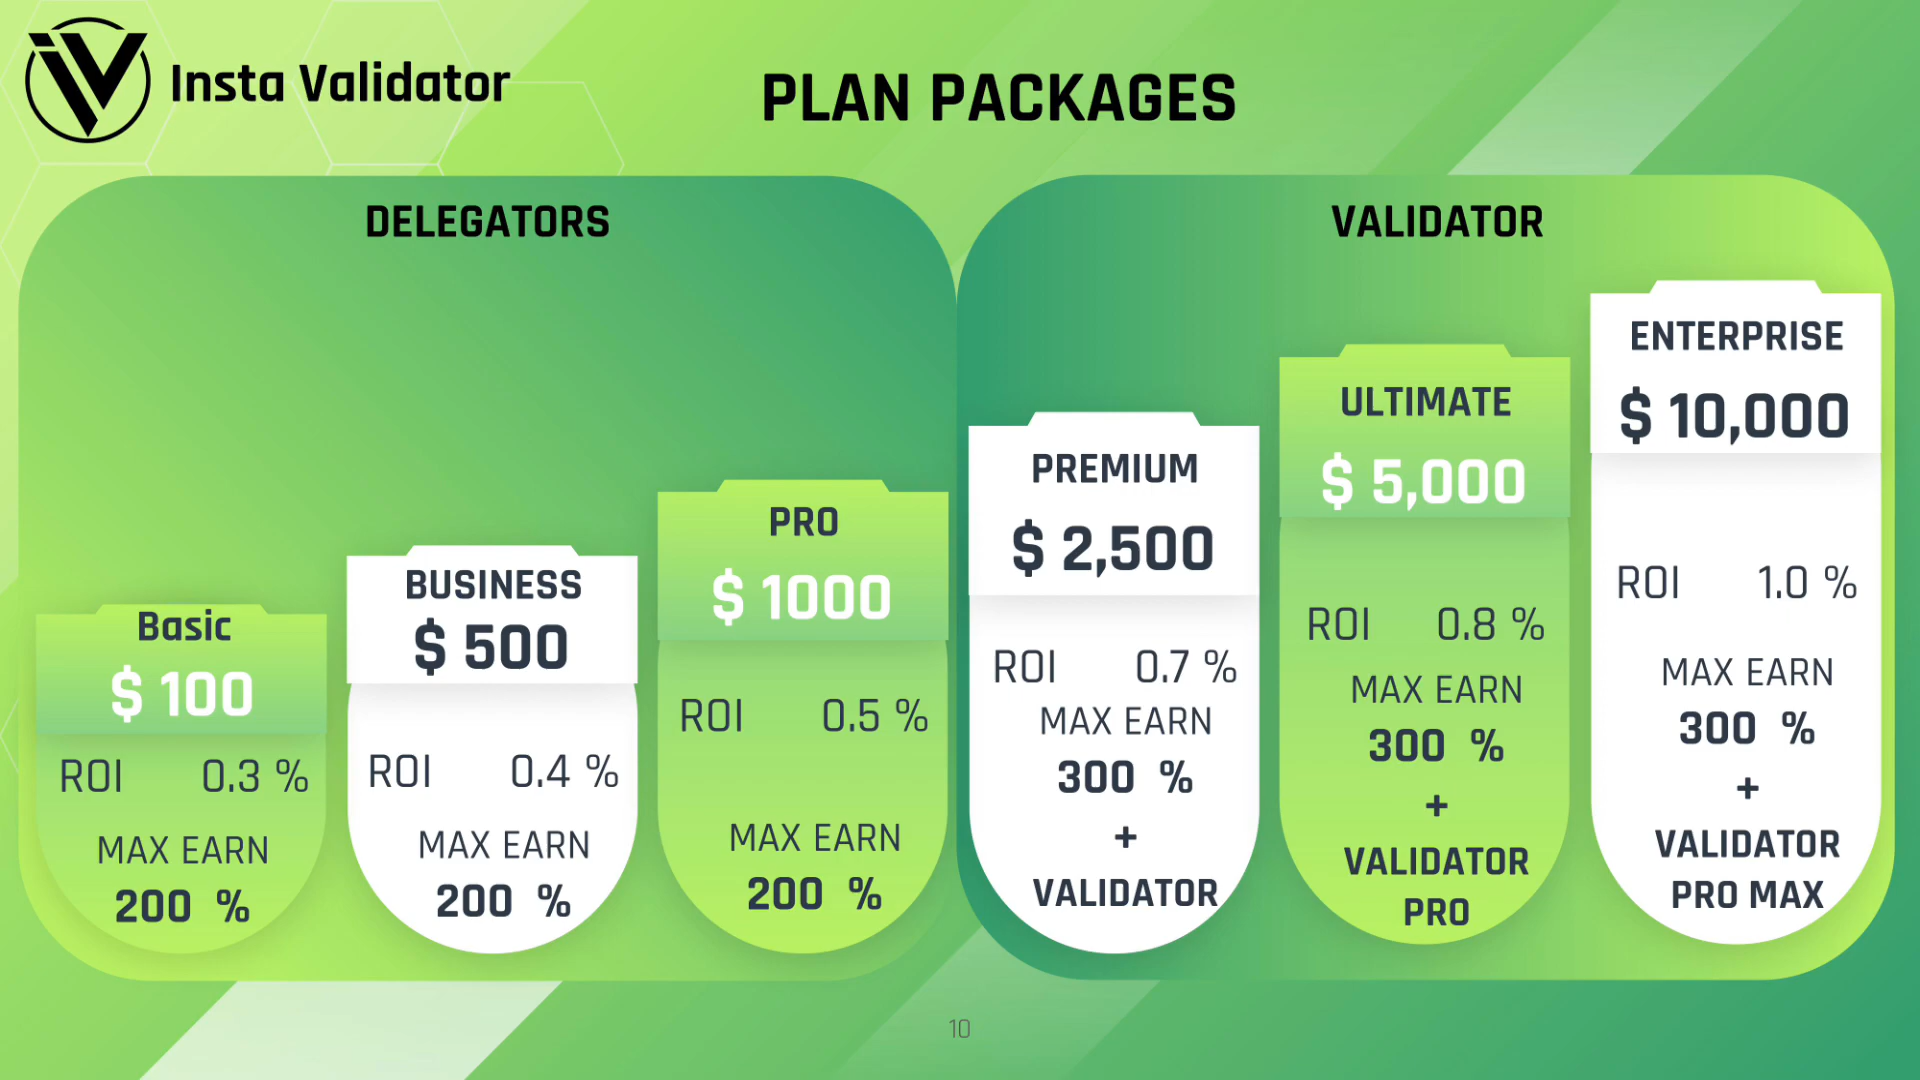 Insta Validator
PLAN PACKAGES
DELEGATORS
Basic
$ 100
ROI 0.3 %
MAX EARN
200 %
BUSINESS
$ 500
ROI 0.4 %
MAX EARN
200 %
PRO
$ 1000
ROI 0.5 %
MAX EARN
200 %
VALIDATOR
PREMIUM
$ 2,500
ROI 0.7 %
MAX EARN
300 %
+
VALIDATOR
ULTIMATE
$ 5,000
ROI 0.8 %
MAX EARN
300 %
+
VALIDATOR
PRO
ENTERPRISE
$ 10,000
ROI 1.0 %
MAX EARN
300 %
+
VALIDATOR
PRO MAX
10